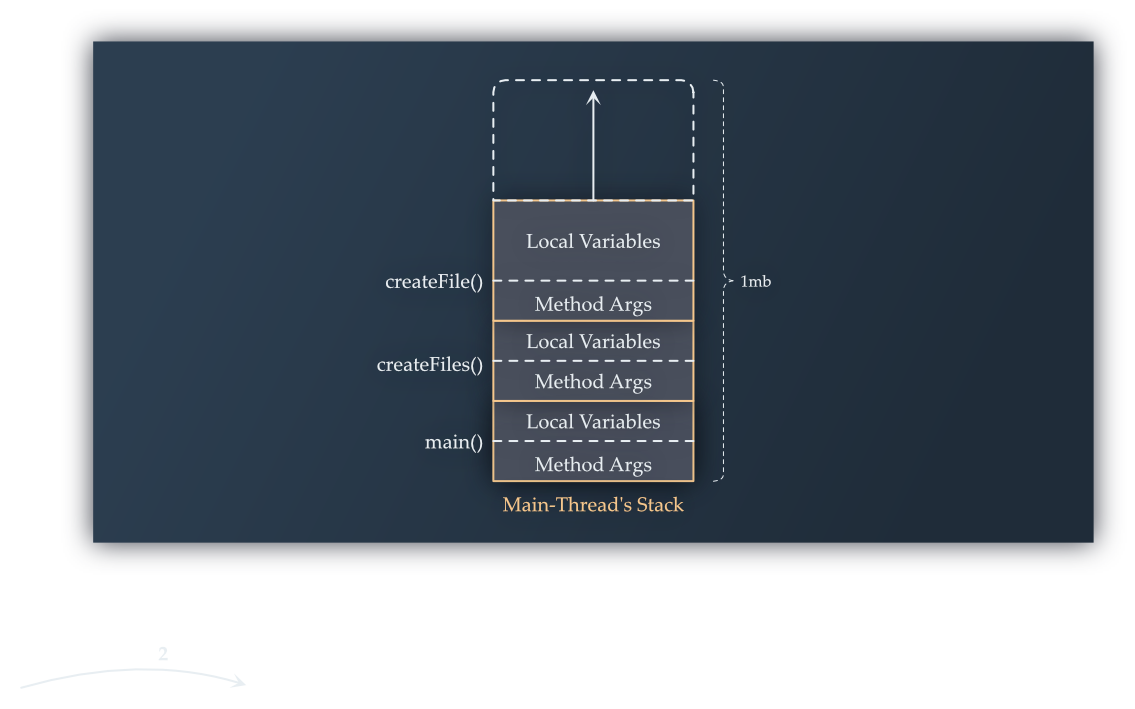 Local Variables
createFile()
1mb
Method Args
Local Variables
createFiles()
Method Args
Local Variables
main()
Method Args
Main-Thread's Stack
2